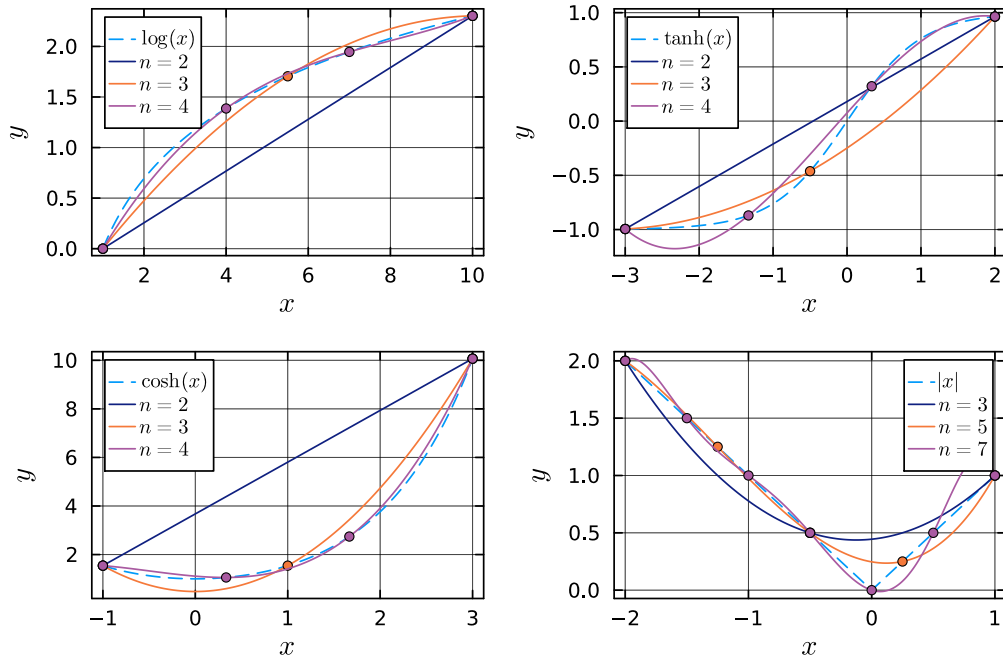 2.0
1.5
1.0
0.5
0.0
y
log(x)
n = 2
n = 3
n = 4
2
4
6
8
10
x
1.0
0.5
0.0
−0.5
−1.0
y
tanh(x)
n = 2
n = 3
n = 4
−3
−2
−1
0
1
2
x
10
8
6
4
2
y
cosh(x)
n = 2
n = 3
n = 4
−1
0
1
2
3
x
2.0
1.5
1.0
0.5
0.0
y
|x|
n = 3
n = 5
n = 7
−2
−1
0
1
x